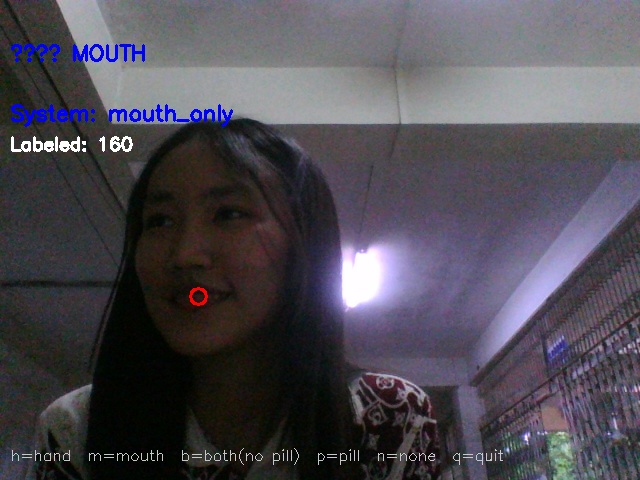 ???? MOUTH
System: mouth_only
Labeled: 160
h=hand m=mouth b=both(no pill) p=pill n=none q=quit